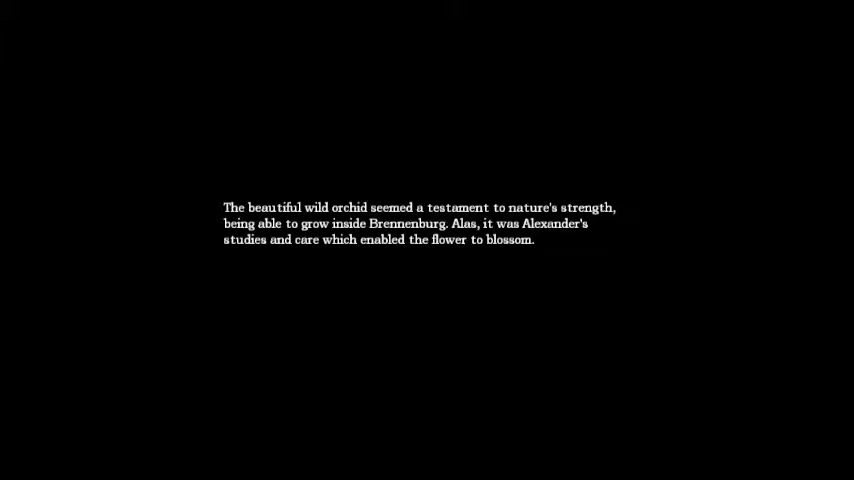 The beautiful wild orchid seemed a testament to nature's strength,
being able to grow inside Brennenburg. Alas, it was Alexander's
studies and care which enabled the flower to blossom.